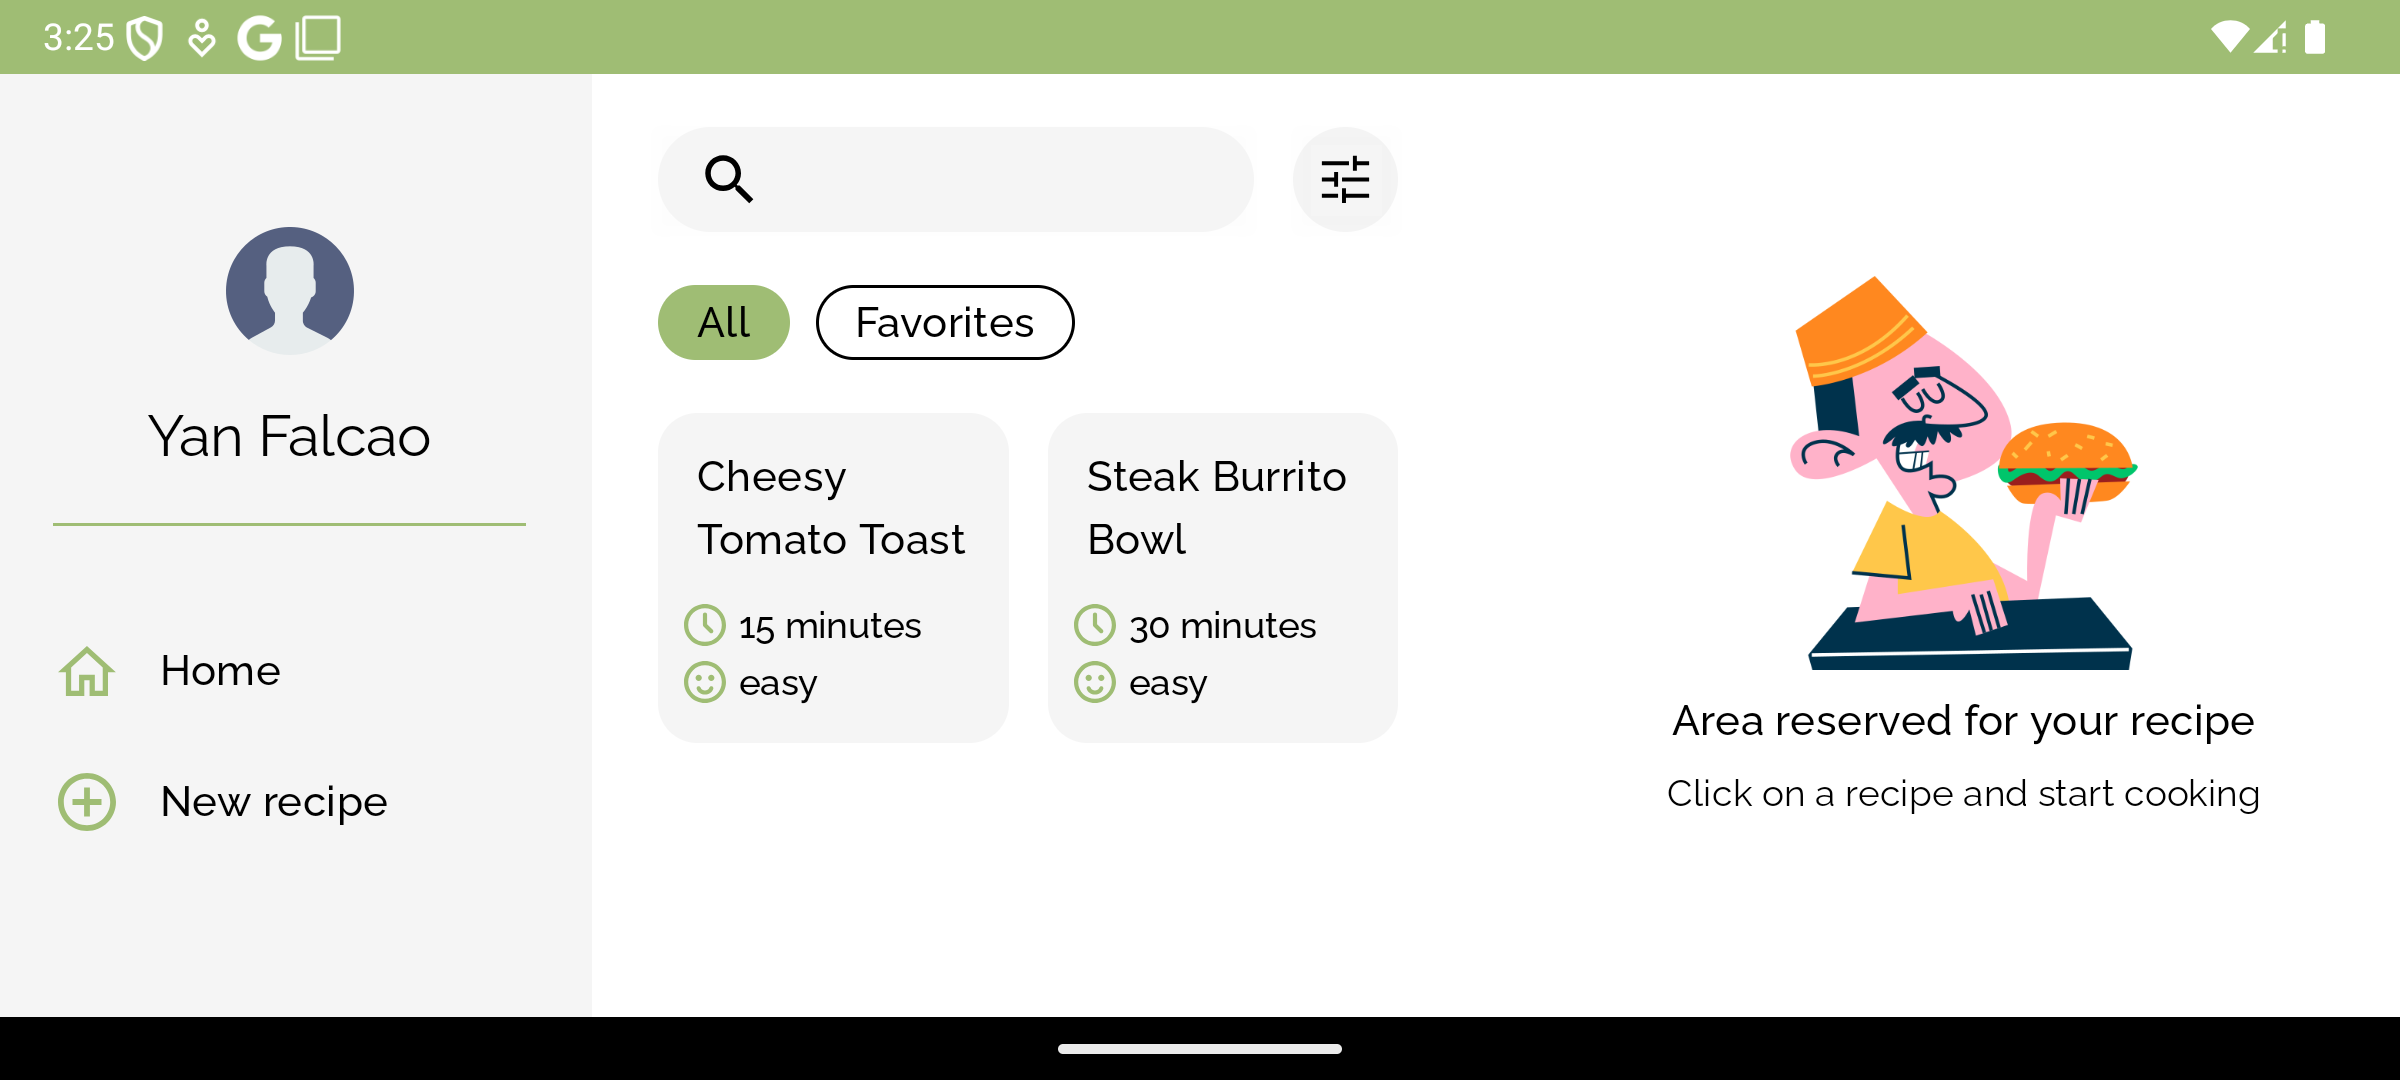 3:25
Yan Falcao
Home
New recipe
All
Favorites
Cheesy
Tomato Toast
15 minutes
easy
Steak Burrito
Bowl
30 minutes
easy
Area reserved for your recipe
Click on a recipe and start cooking